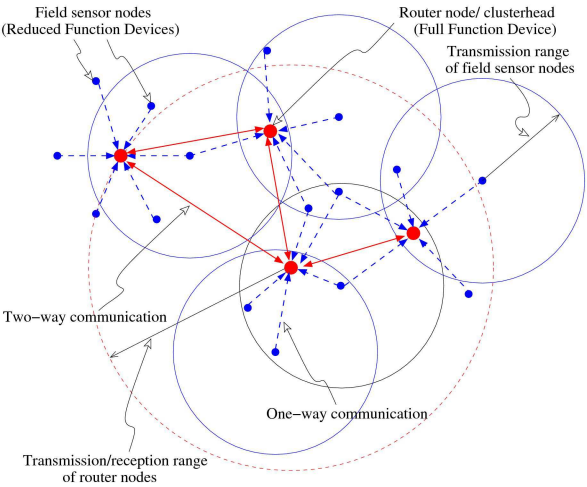 Field sensor nodes
(Reduced Function Devices)
Router node/ clusterhead
(Full Function Device)
Transmission range
of field sensor nodes
Two−way communication
One−way communication
Transmission/reception range
of router nodes